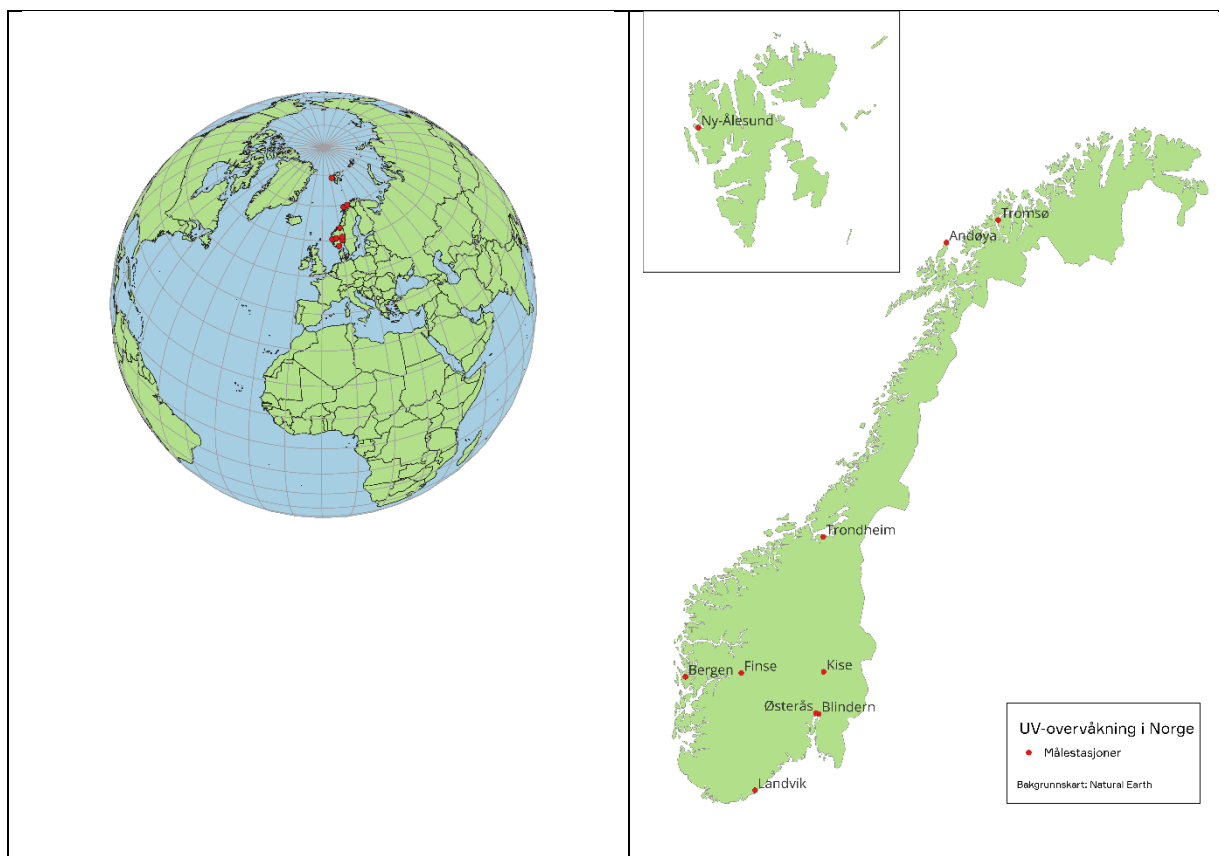 Ny-Ålesund
Tromsø
Andøya
Trondheim
Bergen
Finse
Kise
Østerås
Blindern
Landvik
UV-overvåkning i Norge
Målestasjoner
Bakgrunnskart: Natural Earth